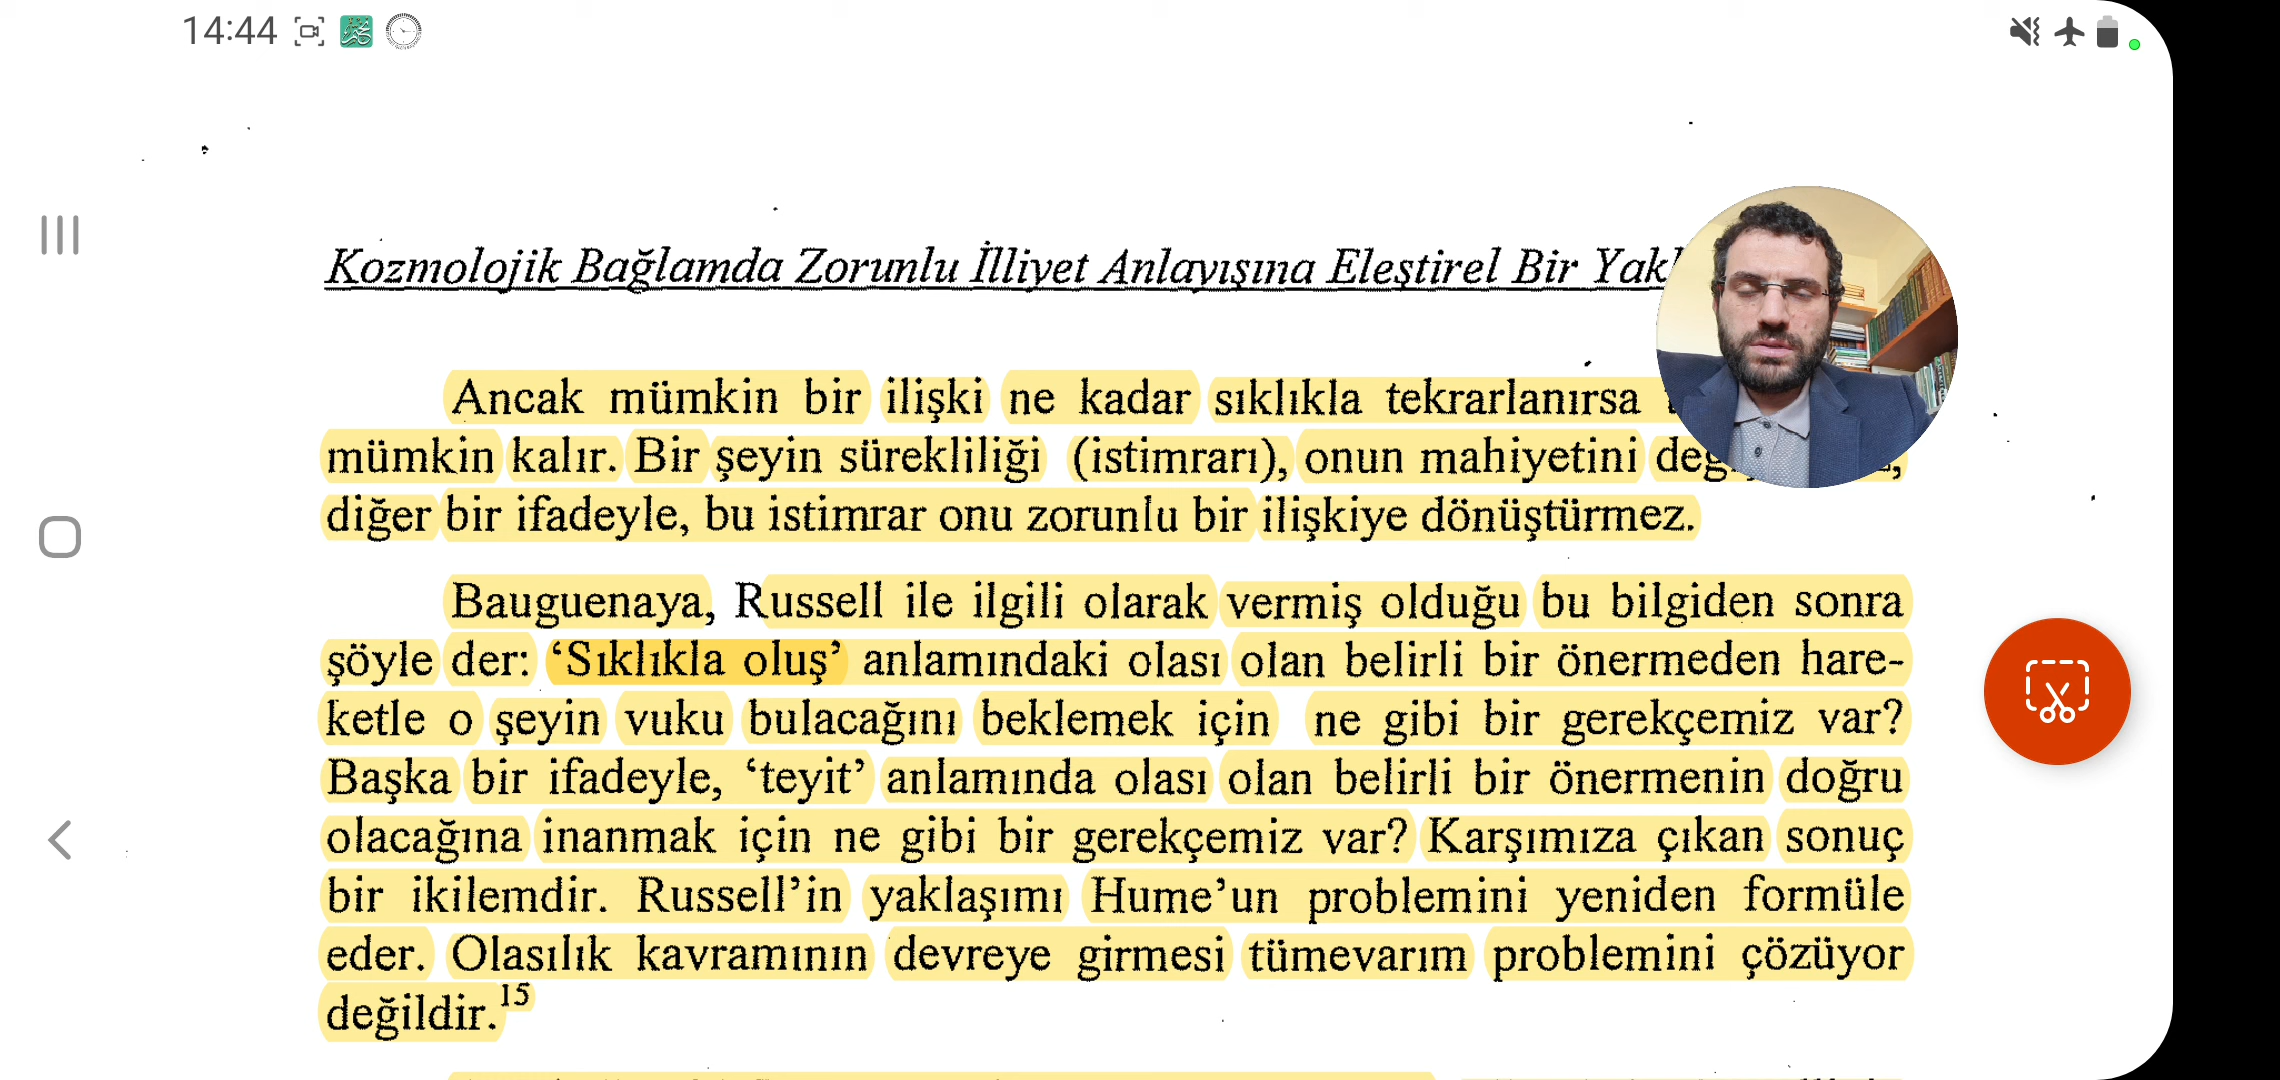 14:44
Kozmolojik Bağlamda Zorunlu İlliyet Anlayışına Eleştirel Bir
Ancak mümkin bir ilişki ne kadar sıklıkla tekrarlanırsa
mümkin kalır. Bir şeyin sürekliliği (istimrarı), onun mahiyetini
diğer bir ifadeyle, bu istimrar onu zorunlu bir ilişkiye dönüştürmez.
Bauguenaya, Russell ile ilgili olarak vermiş olduğu bu bilgiden sonra
şöyle der: ‘Sıklıkla oluş’ anlamındaki olası olan belirli bir önermeden hare-
ketle o şeyin vuku bulacağını beklemek için ne gibi bir gerekçemiz var?
Başka bir ifadeyle, ‘teyit’ anlamında olası olan belirli bir önermenin doğru
olacağına inanmak için ne gibi bir gerekçemiz var? Karşımıza çıkan sonuç
bir ikilemdir. Russell’in yaklaşımı Hume’un problemini yeniden formüle
eder. Olasılık kavramının devreye girmesi tümevarım problemini çözüyor
değildir.15